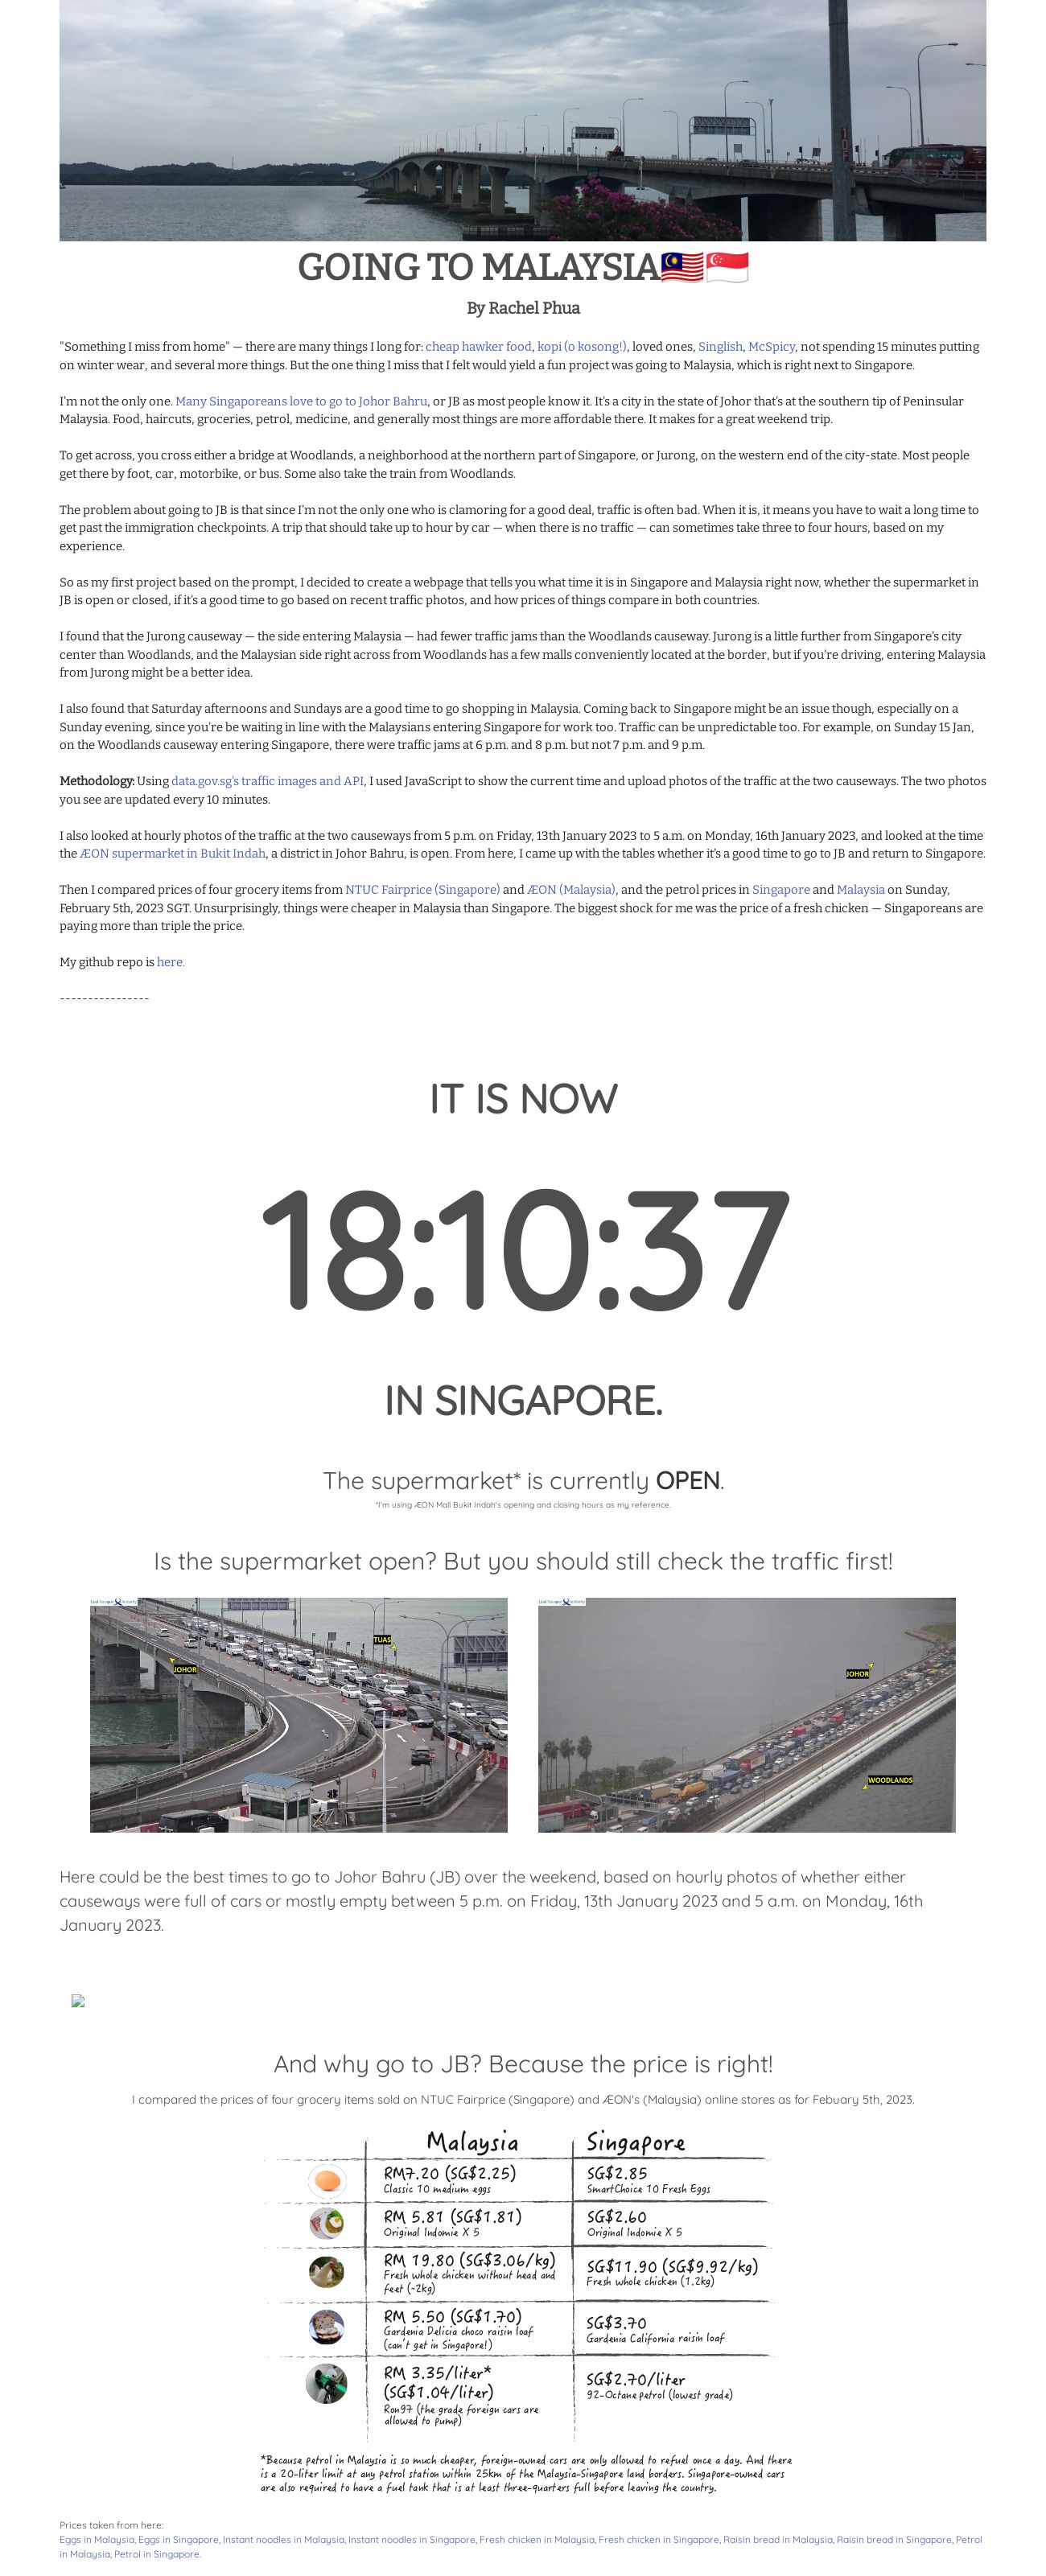 GOING TO MALAYSIA🇲🇾🇸🇬
By Rachel Phua
"Something I miss from home" — there are many things I long for: cheap hawker food, kopi (o kosong!), loved ones, Singlish, McSpicy, not spending 15 minutes putting
on winter wear, and several more things. But the one thing I miss that I felt would yield a fun project was going to Malaysia, which is right next to Singapore.
I'm not the only one. Many Singaporeans love to go to Johor Bahru, or JB as most people know it. It's a city in the state of Johor that's at the southern tip of Peninsular
Malaysia. Food, haircuts, groceries, petrol, medicine, and generally most things are more affordable there. It makes for a great weekend trip.
To get across, you cross either a bridge at Woodlands, a neighborhood at the northern part of Singapore, or Jurong, on the western end of the city-state. Most people
get there by foot, car, motorbike, or bus. Some also take the train from Woodlands.
The problem about going to JB is that since I'm not the only one who is clamoring for a good deal, traffic is often bad. When it is, it means you have to wait a long time to
get past the immigration checkpoints. A trip that should take up to hour by car — when there is no traffic — can sometimes take three to four hours, based on my
experience.
So as my first project based on the prompt, I decided to create a webpage that tells you what time it is in Singapore and Malaysia right now, whether the supermarket in
JB is open or closed, if it's a good time to go based on recent traffic photos, and how prices of things compare in both countries.
I found that the Jurong causeway — the side entering Malaysia — had fewer traffic jams than the Woodlands causeway. Jurong is a little further from Singapore's city
center than Woodlands, and the Malaysian side right across from Woodlands has a few malls conveniently located at the border, but if you're driving, entering Malaysia
from Jurong might be a better idea.
I also found that Saturday afternoons and Sundays are a good time to go shopping in Malaysia. Coming back to Singapore might be an issue though, especially on a
Sunday evening, since you're be waiting in line with the Malaysians entering Singapore for work too. Traffic can be unpredictable too. For example, on Sunday 15 Jan,
on the Woodlands causeway entering Singapore, there were traffic jams at 6 p.m. and 8 p.m. but not 7 p.m. and 9 p.m.
Methodology: Using data.gov.sg's traffic images and API, I used JavaScript to show the current time and upload photos of the traffic at the two causeways. The two photos
you see are updated every 10 minutes.
I also looked at hourly photos of the traffic at the two causeways from 5 p.m. on Friday, 13th January 2023 to 5 a.m. on Monday, 16th January 2023, and looked at the time
the ÆON supermarket in Bukit Indah, a district in Johor Bahru, is open. From here, I came up with the tables whether it's a good time to go to JB and return to Singapore.
Then I compared prices of four grocery items from NTUC Fairprice (Singapore) and ÆON (Malaysia), and the petrol prices in Singapore and Malaysia on Sunday,
February 5th, 2023 SGT. Unsurprisingly, things were cheaper in Malaysia than Singapore. The biggest shock for me was the price of a fresh chicken — Singaporeans are
paying more than triple the price.
My github repo is here.
----------------
IT IS NOW
18:10:37
IN SINGAPORE.
The supermarket* is currently OPEN.
*I'm using ÆON Mall Bukit Indah's opening and closing hours as my reference.
Is the supermarket open? But you should still check the traffic first!
TUAS
JOHOR
JOHOR
WOODLANDS
Here could be the best times to go to Johor Bahru (JB) over the weekend, based on hourly photos of whether either
causeways were full of cars or mostly empty between 5 p.m. on Friday, 13th January 2023 and 5 a.m. on Monday, 16th
January 2023.
And why go to JB? Because the price is right!
I compared the prices of four grocery items sold on NTUC Fairprice (Singapore) and ÆON's (Malaysia) online stores as for Febuary 5th, 2023.
Malaysia Singapore
RM7.20 (SG$2.25) SG$2.85
Classic 10 medium eggs SmartChoice 10 Fresh Eggs
RM 5.81 (SG$1.81) SG$2.60
Original Indomie X 5 Original Indomie X 5
RM 19.80 (SG$3.06/kg) SG$11.90 (SG$9.92/kg)
Fresh whole chicken without head and Fresh whole chicken (1.2kg)
feet (~2kg)
RM 5.50 (SG$1.70) SG$3.70
Gardenia Delicia choco raisin loaf Gardenia California raisin loaf
(can't get in Singapore!)
RM 3.35/liter* SG$2.70/liter
(SG$1.04/liter) 92-Octane petrol (lowest grade)
Ron97 (the grade foreign cars are
allowed to pump)
*Because petrol in Malaysia is so much cheaper, foreign-owned cars are only allowed to refuel once a day. And there
is a 20-liter limit at any petrol station within 25km of the Malaysia-Singapore land borders. Singapore-owned cars
are also required to have a fuel tank that is at least three-quarters full before leaving the country.
Prices taken from here:
Eggs in Malaysia, Eggs in Singapore, Instant noodles in Malaysia, Instant noodles in Singapore, Fresh chicken in Malaysia, Fresh chicken in Singapore, Raisin bread in Malaysia, Raisin bread in Singapore, Petrol
in Malaysia, Petrol in Singapore.